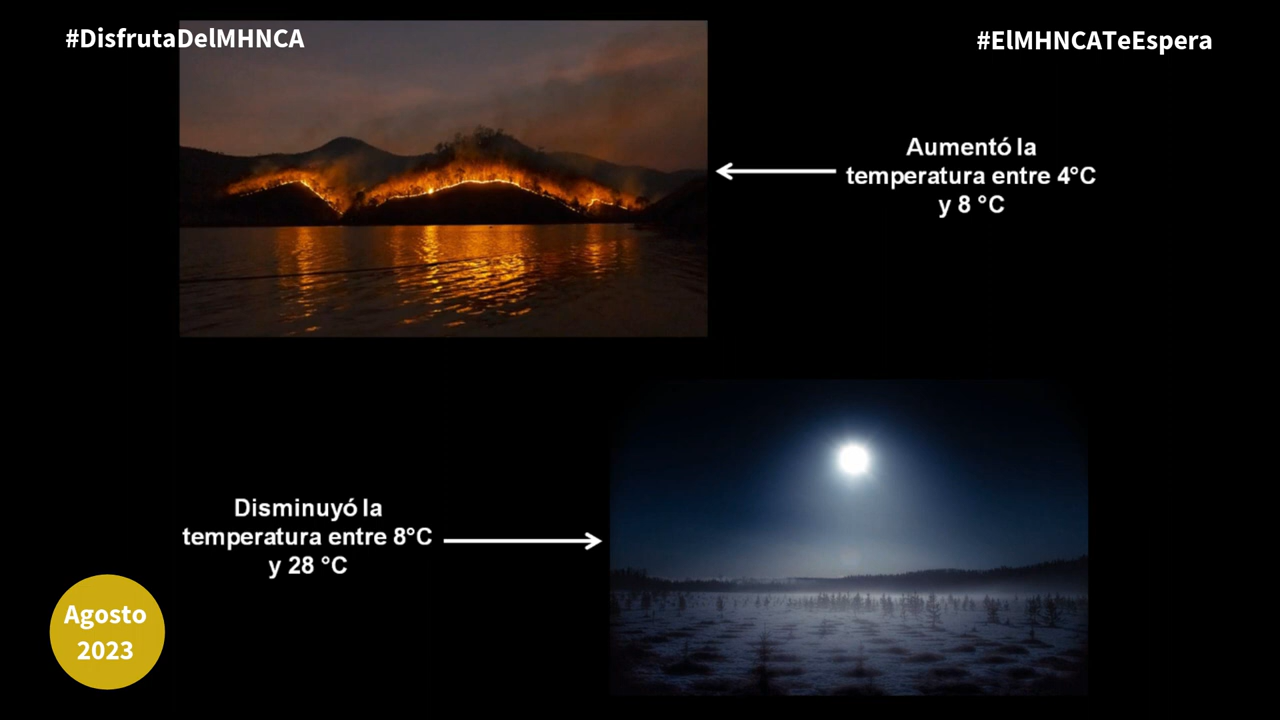 #DisfrutaDelMHNCA
#ElMHNCATeEspera
Aumentó la
temperatura entre 4°C
y 8 °C
Disminuyó la
temperatura entre 8°C
y 28 °C
Agosto
2023